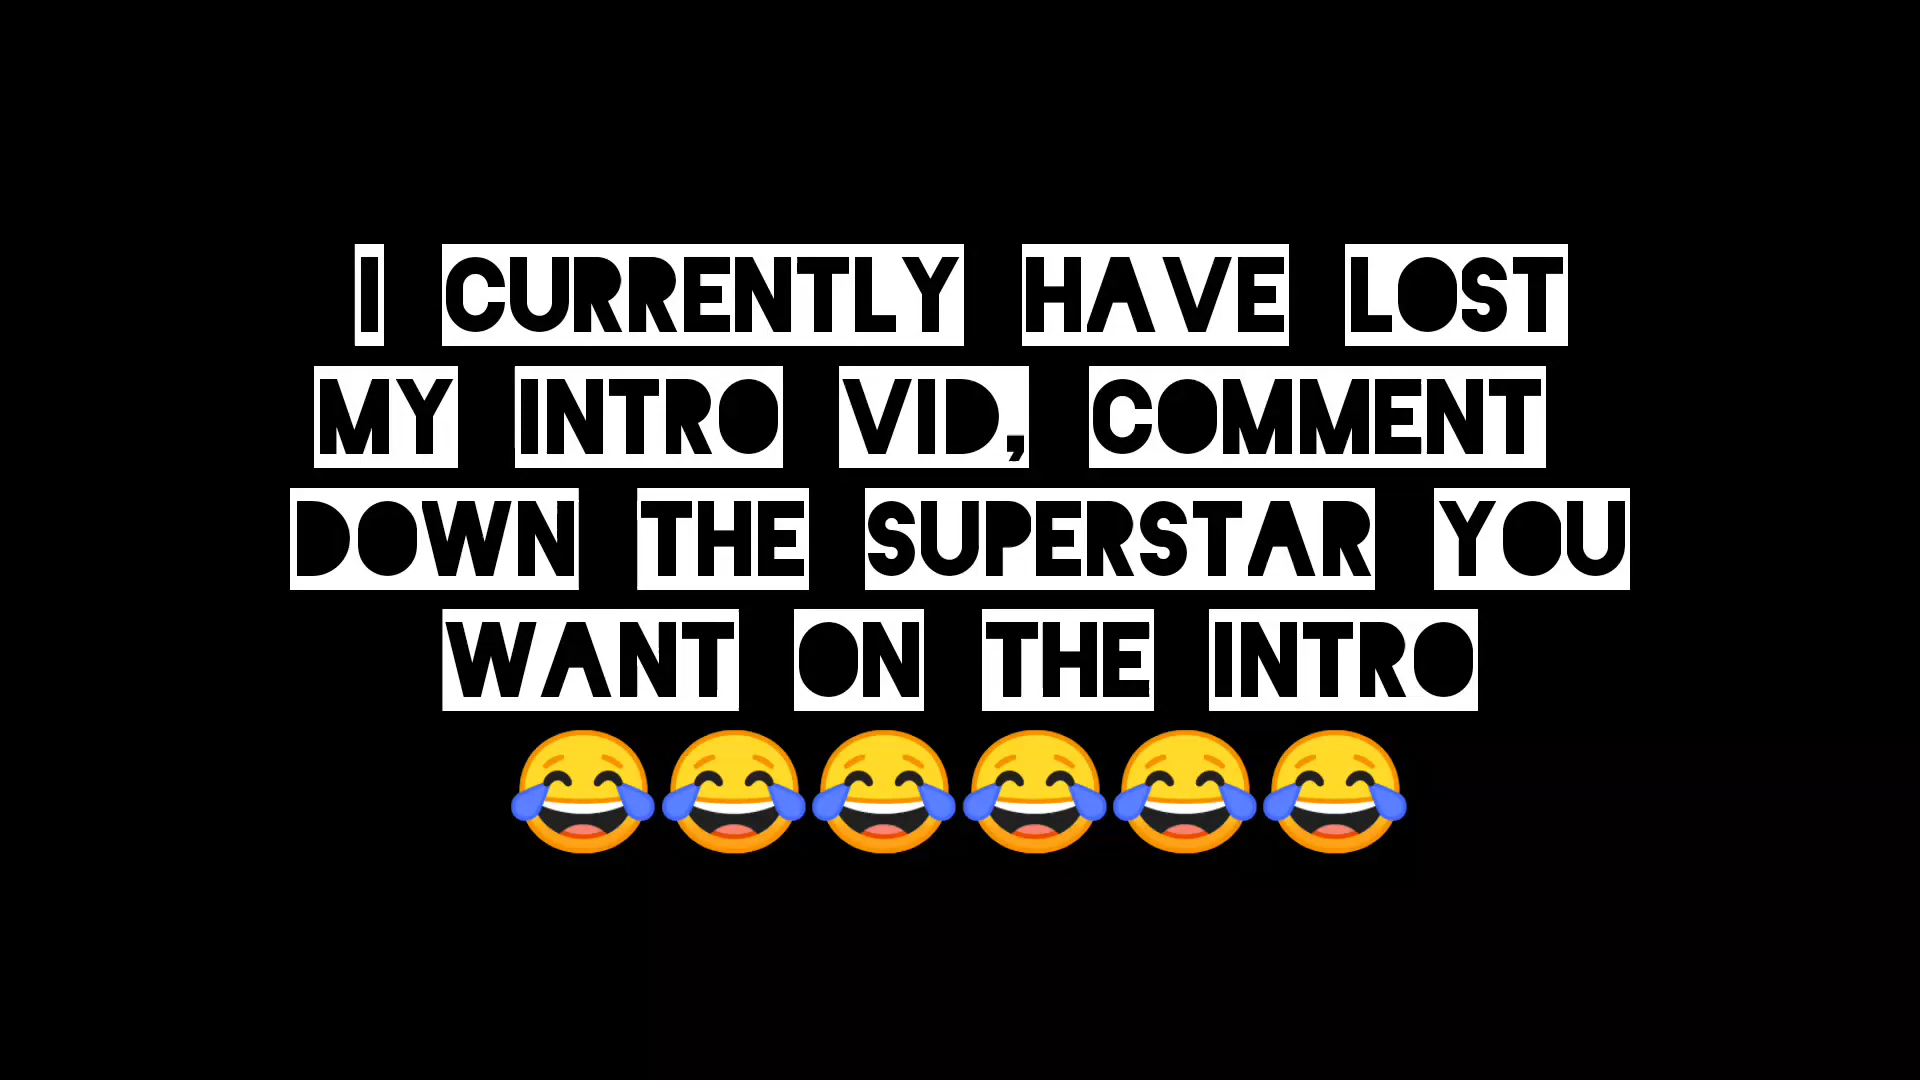 I CURRENTLY HAVE LOST
MY INTRO VID, COMMENT
DOWN THE SUPERSTAR YOU
WANT ON THE INTRO
😂😂😂😂😂😂